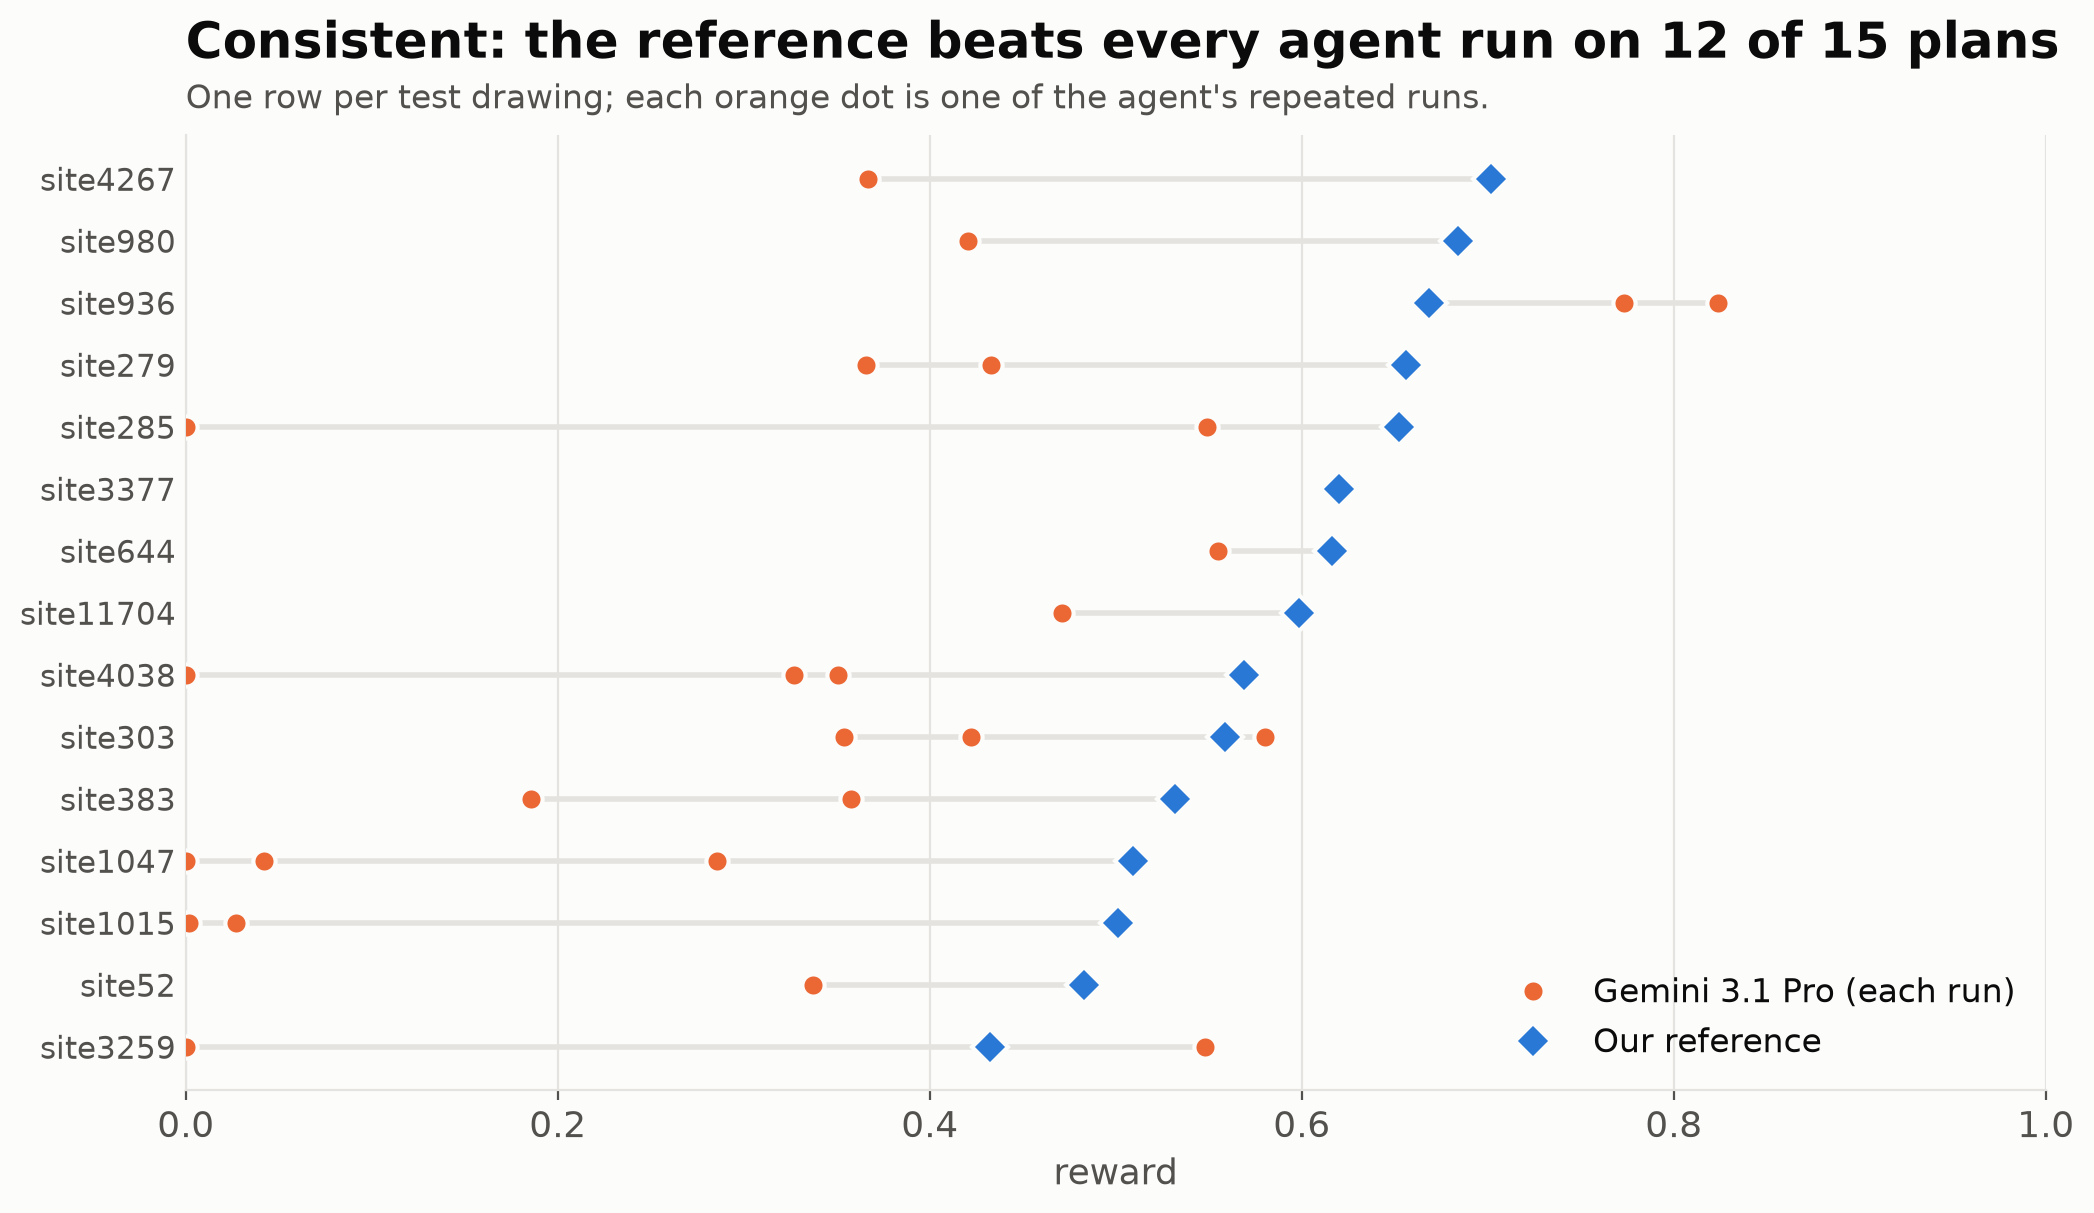 Consistent: the reference beats every agent run on 12 of 15 plans
One row per test drawing; each orange dot is one of the agent's repeated runs.
site4267
site980
site936
site279
site285
site3377
site644
site11704
site4038
site303
site383
site1047
site1015
site52
site3259
Gemini 3.1 Pro (each run)
Our reference
0.0 0.2 0.4 0.6 0.8 1.0
reward